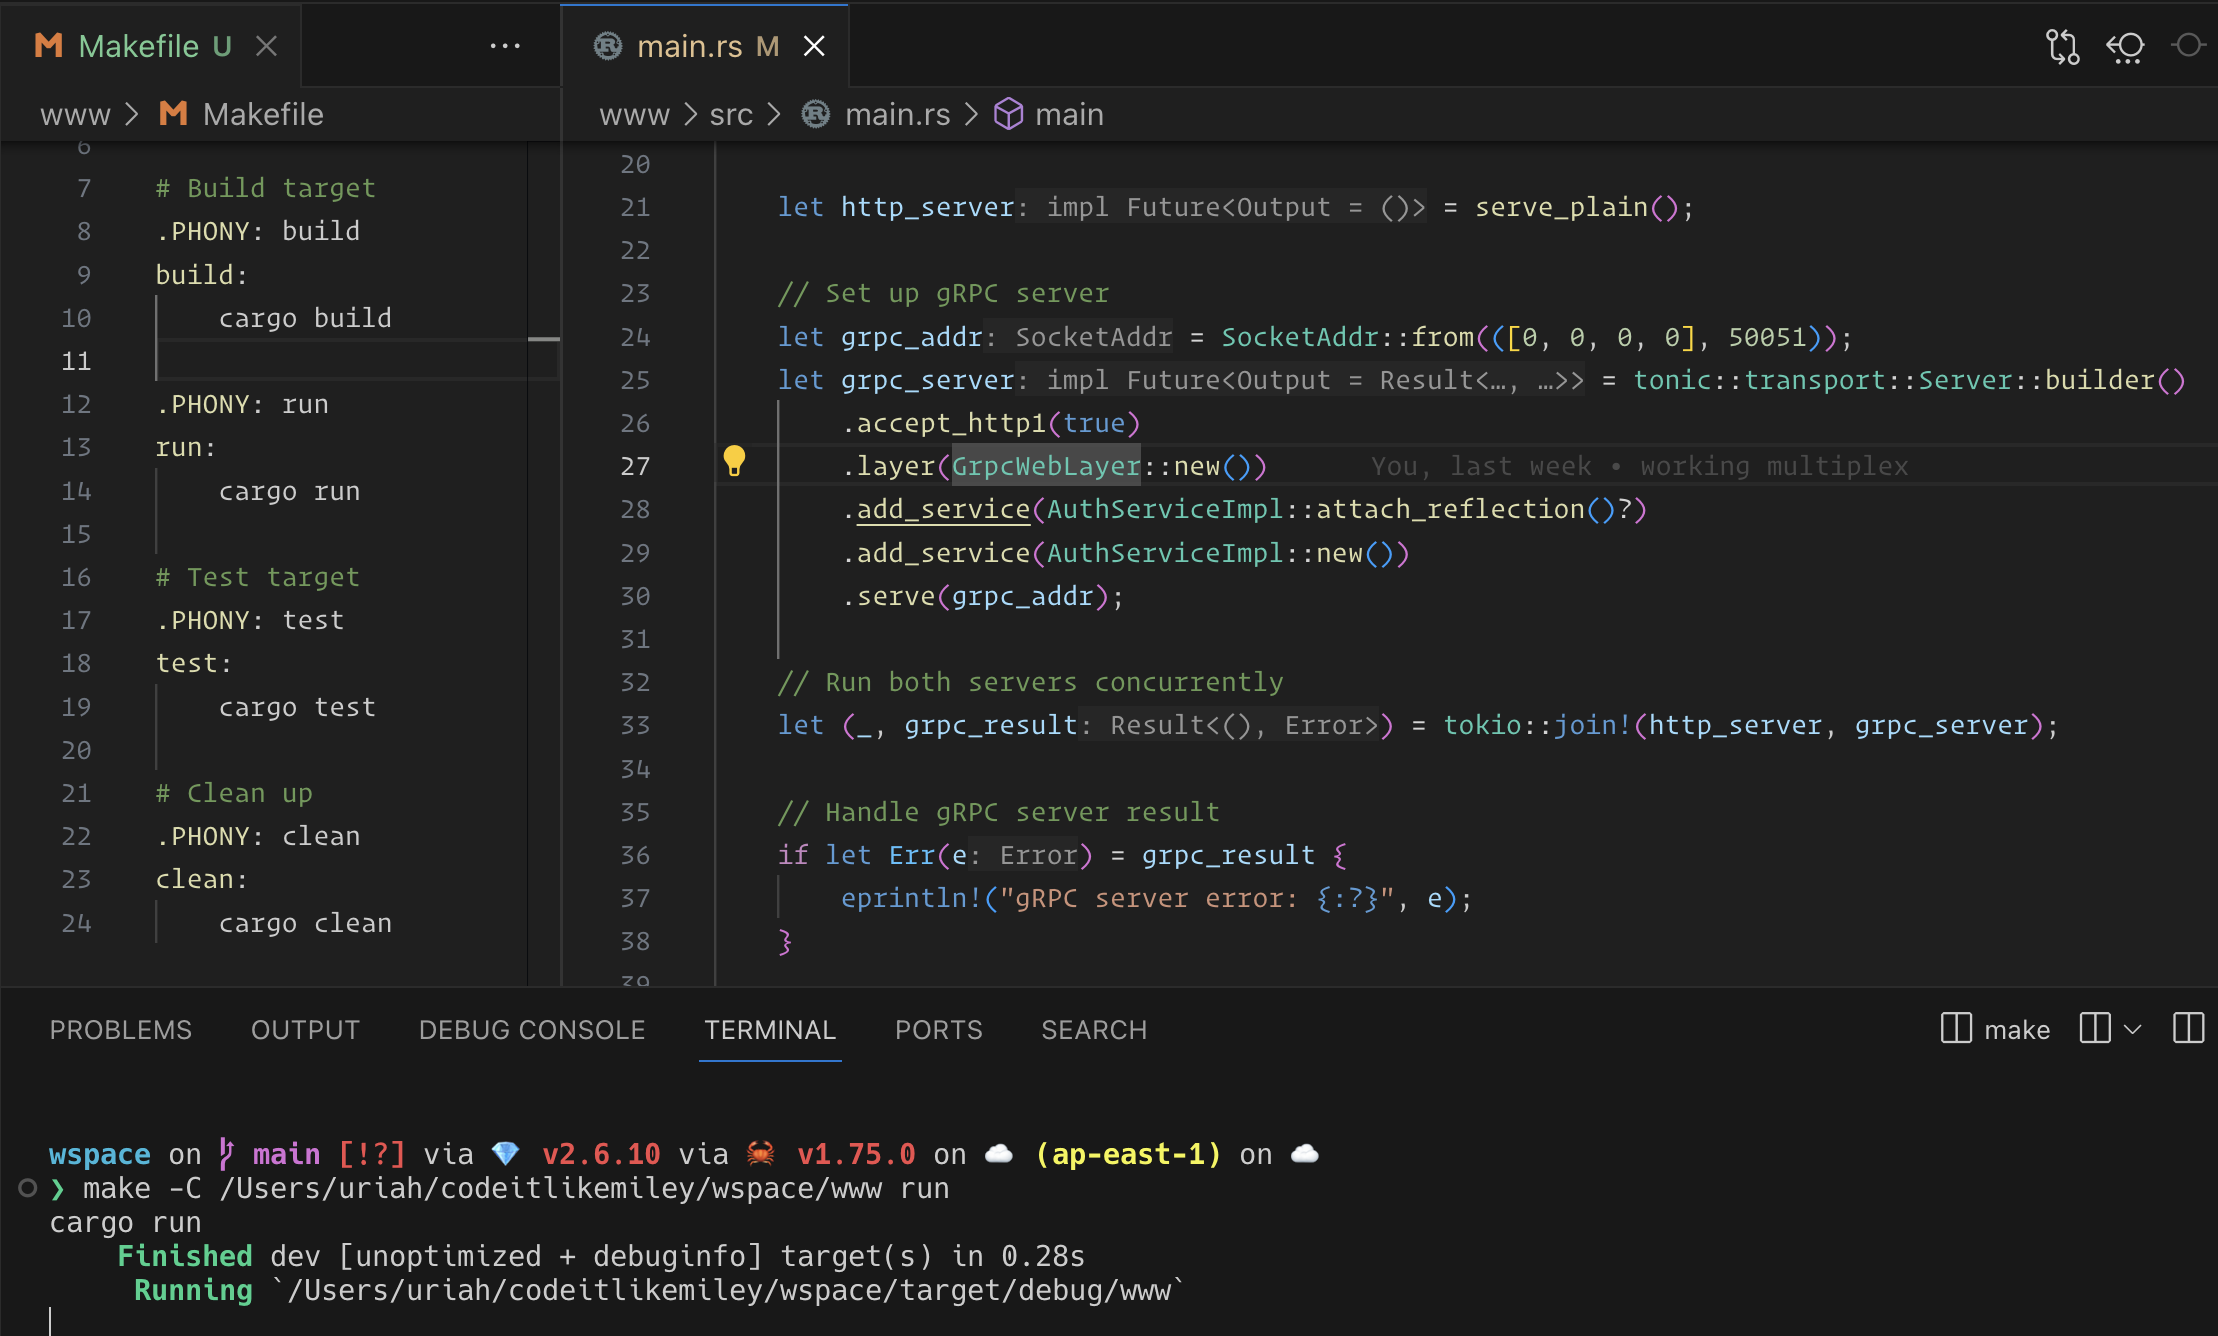 Makefile U
main.rs M
www > Makefile
www > src > main.rs > main
6
7 # Build target
8 .PHONY: build
9 build:
10 cargo build
11
12 .PHONY: run
13 run:
14 cargo run
15
16 # Test target
17 .PHONY: test
18 test:
19 cargo test
20
21 # Clean up
22 .PHONY: clean
23 clean:
24 cargo clean
20
21 let http_server: impl Future<Output = ()> = serve_plain();
22
23 // Set up gRPC server
24 let grpc_addr: SocketAddr = SocketAddr::from(([0, 0, 0, 0], 50051));
25 let grpc_server: impl Future<Output = Result<…, …>> = tonic::transport::Server::builder()
26 .accept_http1(true)
27 .layer(GrpcWebLayer::new()) You, last week • working multiplex
28 .add_service(AuthServiceImpl::attach_reflection()?)
29 .add_service(AuthServiceImpl::new())
30 .serve(grpc_addr);
31
32 // Run both servers concurrently
33 let (_, grpc_result: Result<(), Error>) = tokio::join!(http_server, grpc_server);
34
35 // Handle gRPC server result
36 if let Err(e: Error) = grpc_result {
37 eprintln!("gRPC server error: {:?}", e);
38 }
39
PROBLEMS OUTPUT DEBUG CONSOLE TERMINAL PORTS SEARCH make
wspace on main [!?] via 💎 v2.6.10 via 🦀 v1.75.0 on ☁️ (ap-east-1) on ☁️
❯ make -C /Users/uriah/codeitlikemiley/wspace/www run
cargo run
Finished dev [unoptimized + debuginfo] target(s) in 0.28s
Running `/Users/uriah/codeitlikemiley/wspace/target/debug/www`